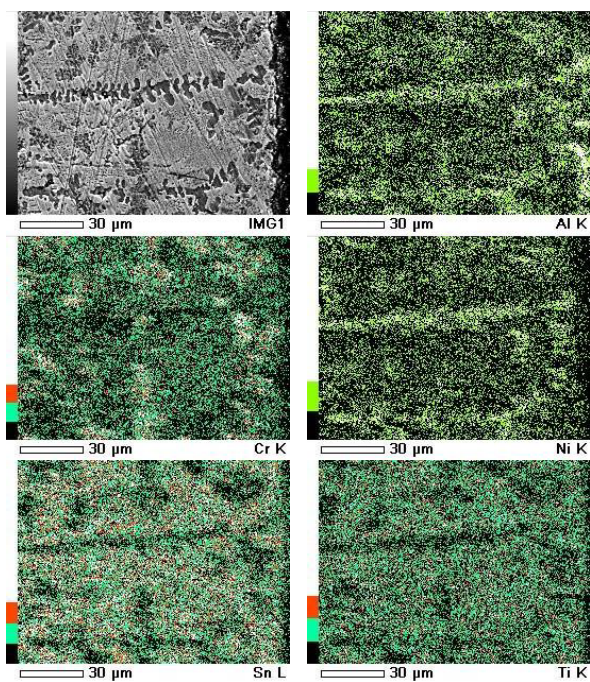 30 µm IMG1
30 µm Al K
30 µm Cr K
30 µm Ni K
30 µm Sn L
30 µm Ti K